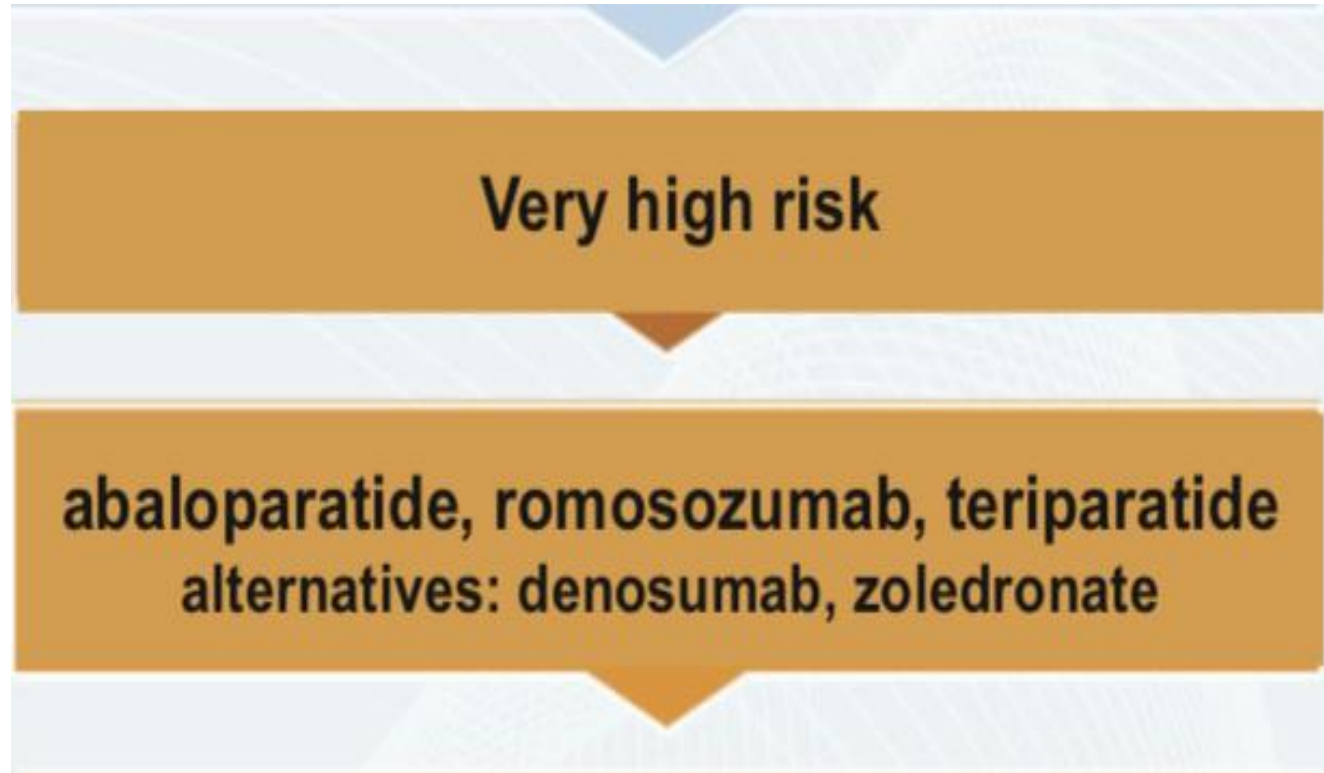 Very high risk
abaloparatide, romosozumab, teriparatide
alternatives: denosumab, zoledronate